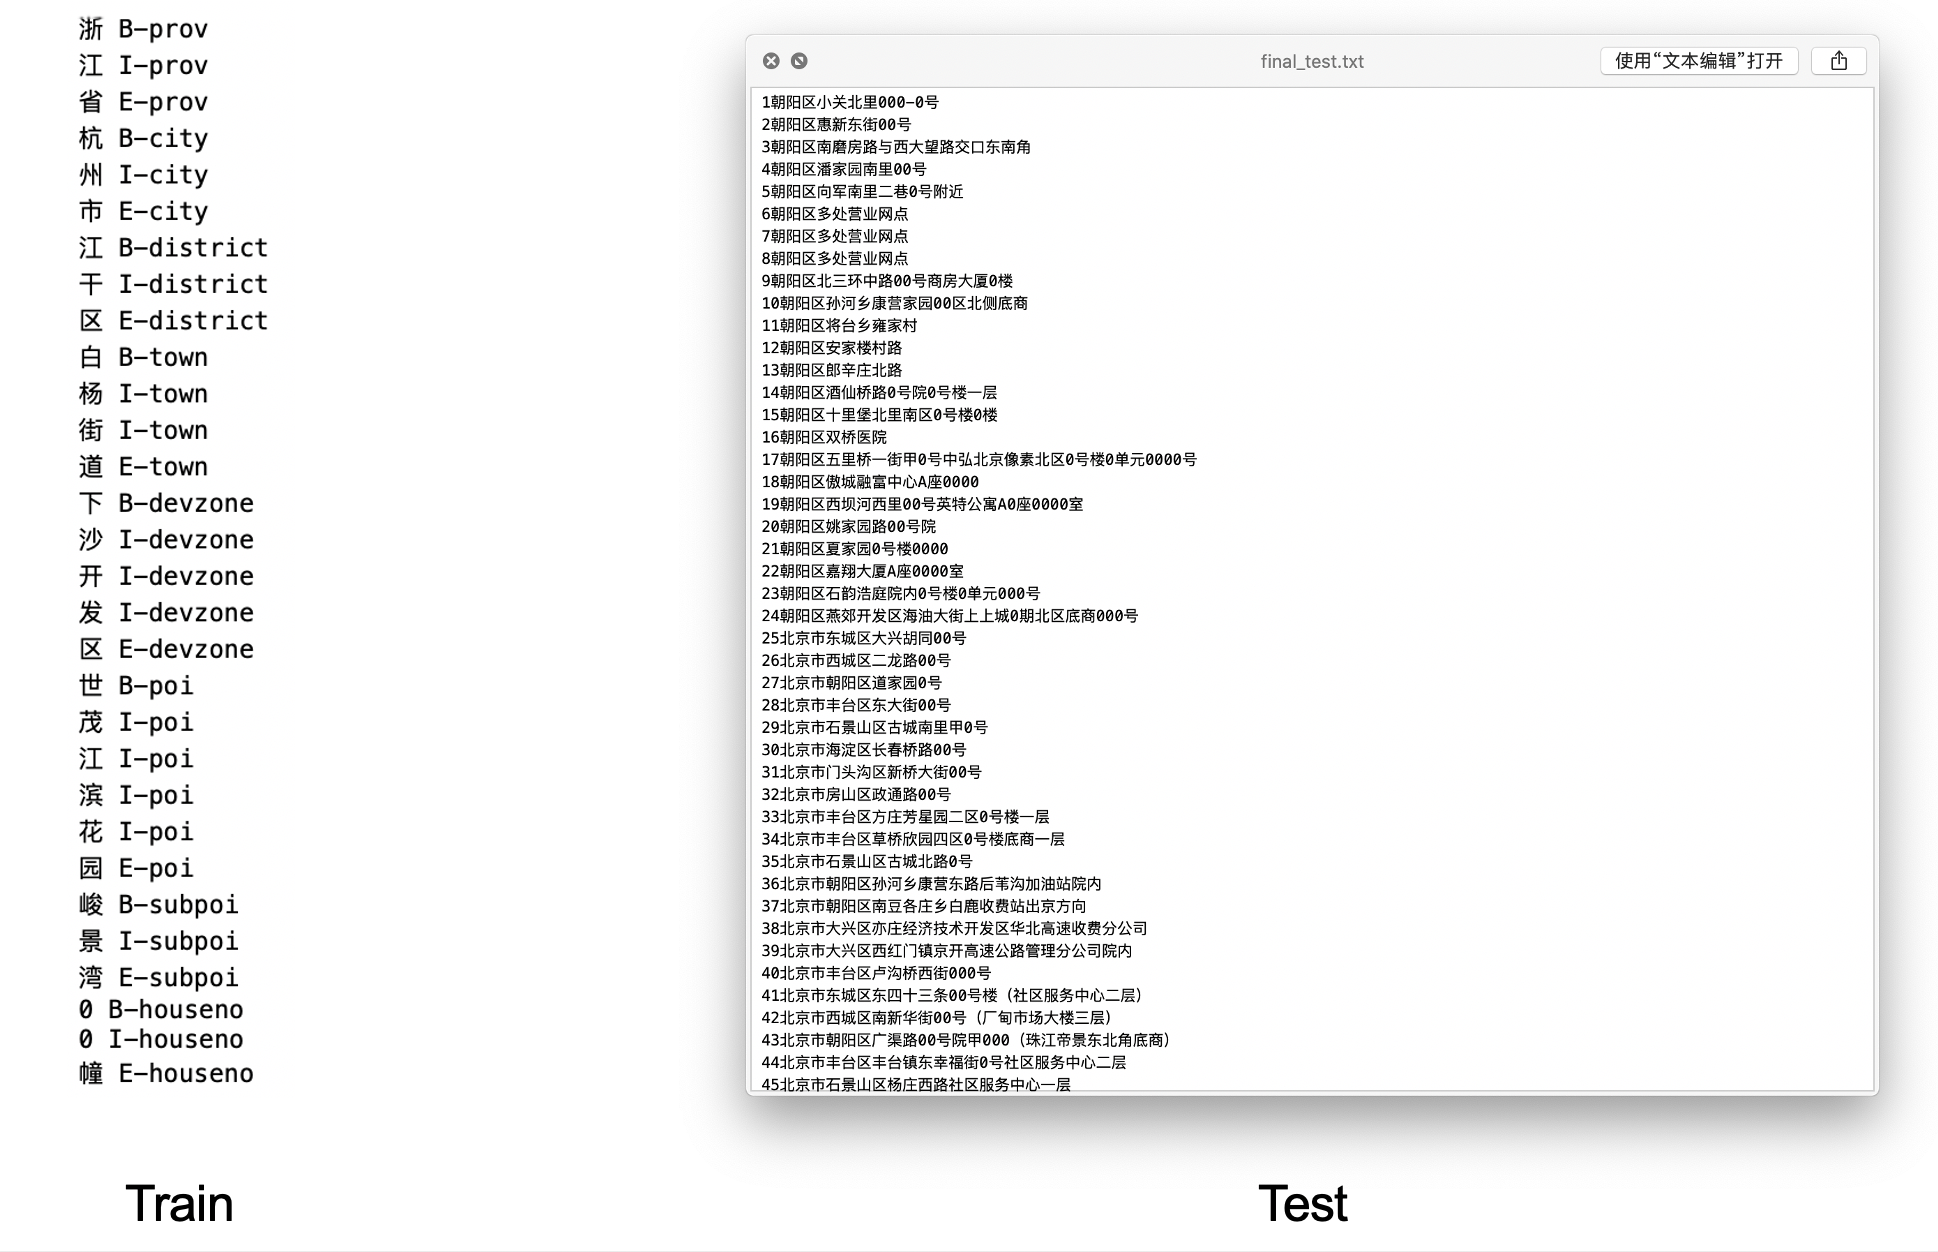 浙 B-prov
江 I-prov
省 E-prov
杭 B-city
州 I-city
市 E-city
江 B-district
干 I-district
区 E-district
白 B-town
杨 I-town
街 I-town
道 E-town
下 B-devzone
沙 I-devzone
开 I-devzone
发 I-devzone
区 E-devzone
世 B-poi
茂 I-poi
江 I-poi
滨 I-poi
花 I-poi
园 E-poi
峻 B-subpoi
景 I-subpoi
湾 E-subpoi
0 B-houseno
0 I-houseno
幢 E-houseno
Train
final_test.txt
使用“文本编辑”打开
1朝阳区小关北里000-0号
2朝阳区惠新东街00号
3朝阳区南磨房路与西大望路交口东南角
4朝阳区潘家园南里00号
5朝阳区向军南里二巷0号附近
6朝阳区多处营业网点
7朝阳区多处营业网点
8朝阳区多处营业网点
9朝阳区北三环中路00号商房大厦0楼
10朝阳区孙河乡康营家园00区北侧底商
11朝阳区将台乡雍家村
12朝阳区安家楼村路
13朝阳区郎辛庄北路
14朝阳区酒仙桥路0号院0号楼一层
15朝阳区十里堡北里南区0号楼0楼
16朝阳区双桥医院
17朝阳区五里桥一街甲0号中弘北京像素北区0号楼0单元0000号
18朝阳区傲城融富中心A座0000
19朝阳区西坝河西里00号英特公寓A0座0000室
20朝阳区姚家园路00号院
21朝阳区夏家园0号楼0000
22朝阳区嘉翔大厦A座0000室
23朝阳区石韵浩庭院内0号楼0单元000号
24朝阳区燕郊开发区海油大街上上城0期北区底商000号
25北京市东城区大兴胡同00号
26北京市西城区二龙路00号
27北京市朝阳区道家园0号
28北京市丰台区东大街00号
29北京市石景山区古城南里甲0号
30北京市海淀区长春桥路00号
31北京市门头沟区新桥大街00号
32北京市房山区政通路00号
33北京市丰台区方庄芳星园二区0号楼一层
34北京市丰台区草桥欣园四区0号楼底商一层
35北京市石景山区古城北路0号
36北京市朝阳区孙河乡康营东路后苇沟加油站院内
37北京市朝阳区南豆各庄乡白鹿收费站出京方向
38北京市大兴区亦庄经济技术开发区华北高速收费分公司
39北京市大兴区西红门镇京开高速公路管理分公司院内
40北京市丰台区卢沟桥西街000号
41北京市东城区东四十三条00号楼（社区服务中心二层）
42北京市西城区南新华街00号（厂甸市场大楼三层）
43北京市朝阳区广渠路00号院甲000（珠江帝景东北角底商）
44北京市丰台区丰台镇东幸福街0号社区服务中心二层
45北京市石景山区杨庄西路社区服务中心一层
Test